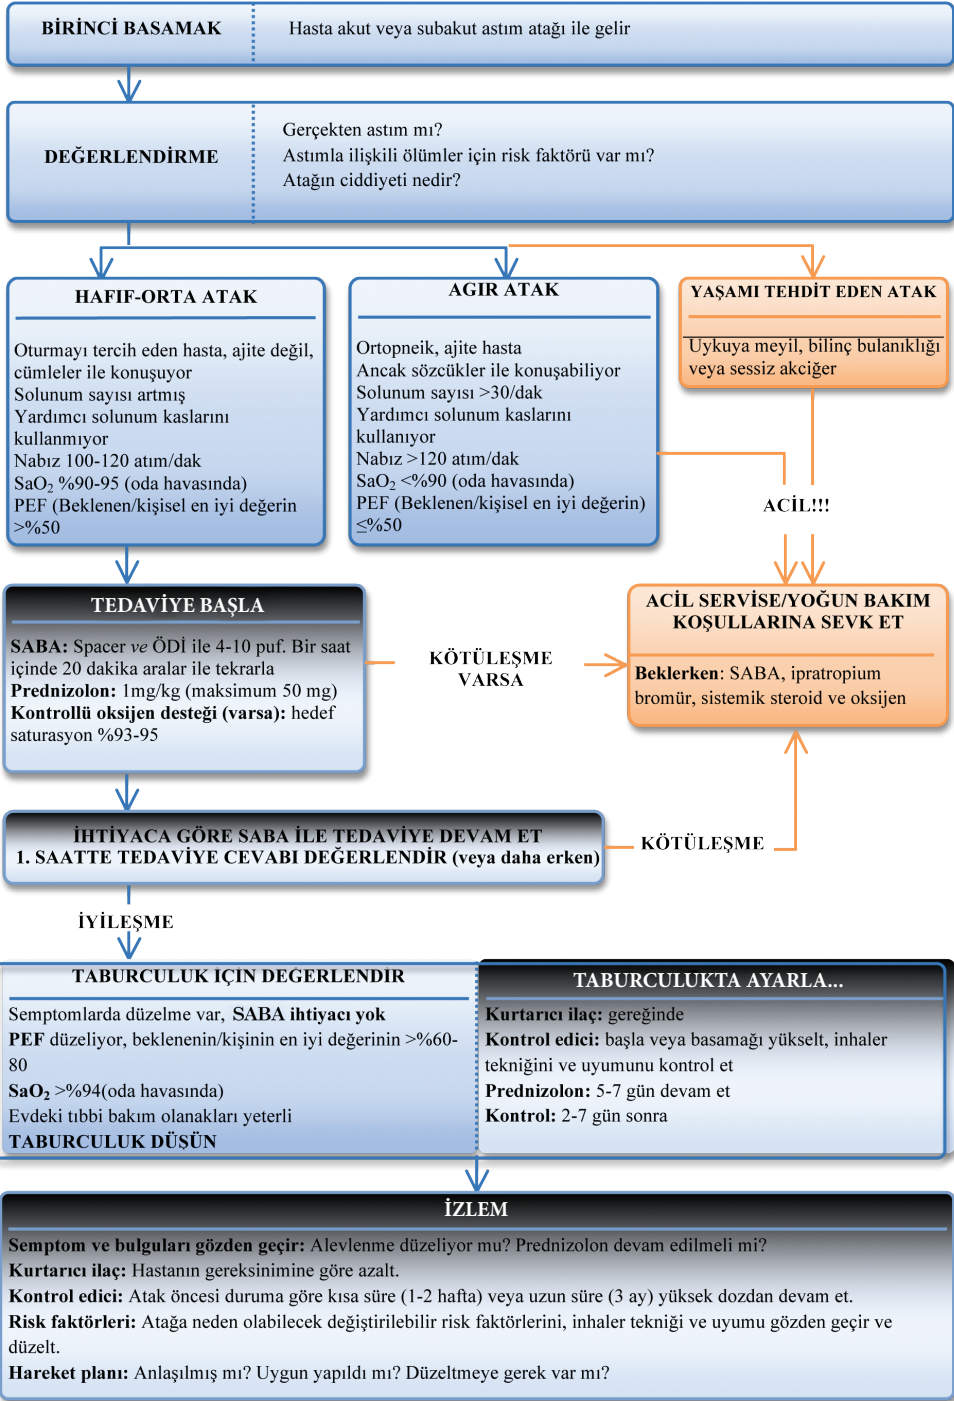 BİRİNCİ BASAMAK
Hasta akut veya subakut astım atağı ile gelir
DEĞERLENDİRME
Gerçekten astım mı?
Astımla ilişkili ölümler için risk faktörü var mı?
Atağın ciddiyeti nedir?
HAFIF-ORTA ATAK
Oturmayı tercih eden hasta, ajite değil,
cümleler ile konuşuyor
Solunum sayısı artmış
Yardımcı solunum kaslarını
kullanmıyor
Nabız 100-120 atım/dak
SaO₂ %90-95 (oda havasında)
PEF (Beklenen/kişisel en iyi değerin
>%50
AGIR ATAK
Ortopneik, ajite hasta
Ancak sözcükler ile konuşabiliyor
Solunum sayısı >30/dak
Yardımcı solunum kaslarını
kullanıyor
Nabız >120 atım/dak
SaO₂ <%90 (oda havasında)
PEF (Beklenen/kişisel en iyi değerin)
≤%50
YAŞAMI TEHDİT EDEN ATAK
Uykuya meyil, bilinç bulanıklığı
veya sessiz akciğer
ACİL!!!
TEDAVİYE BAŞLA
SABA: Spacer ve ÖDİ ile 4-10 puf. Bir saat
içinde 20 dakika aralar ile tekrarla
Prednizolon: 1mg/kg (maksimum 50 mg)
Kontrollü oksijen desteği (varsa): hedef
saturasyon %93-95
KÖTÜLEŞME
VARSA
ACİL SERVİSE/YOĞUN BAKIM
KOŞULLARINA SEVK ET
Beklerken: SABA, ipratropium
bromür, sistemik steroid ve oksijen
İHTİYACA GÖRE SABA İLE TEDAVİYE DEVAM ET
1. SAATTE TEDAVİYE CEVABI DEĞERLENDİR (veya daha erken)
KÖTÜLEŞME
İYİLEŞME
TABURCULUK İÇİN DEĞERLENDİR
Semptomlarda düzelme var, SABA ihtiyacı yok
PEF düzeliyor, beklenenin/kişinin en iyi değerinin >%60-
80
SaO₂ >%94(oda havasında)
Evdeki tıbbi bakım olanakları yeterli
TABURCULUK DÜŞÜN
TABURCULUKTA AYARLA...
Kurtarıcı ilaç: gereğinde
Kontrol edici: başla veya basamağı yükselt, inhaler
tekniğini ve uyumunu kontrol et
Prednizolon: 5-7 gün devam et
Kontrol: 2-7 gün sonra
İZLEM
Semptom ve bulguları gözden geçir: Alevlenme düzeliyor mu? Prednizolon devam edilmeli mi?
Kurtarıcı ilaç: Hastanın gereksinimine göre azalt.
Kontrol edici: Atak öncesi duruma göre kısa süre (1-2 hafta) veya uzun süre (3 ay) yüksek dozdan devam et.
Risk faktörleri: Atağa neden olabilecek değiştirilebilir risk faktörlerini, inhaler tekniği ve uyumu gözden geçir ve
düzelt.
Hareket planı: Anlaşılmış mı? Uygun yapıldı mı? Düzeltmeye gerek var mı?